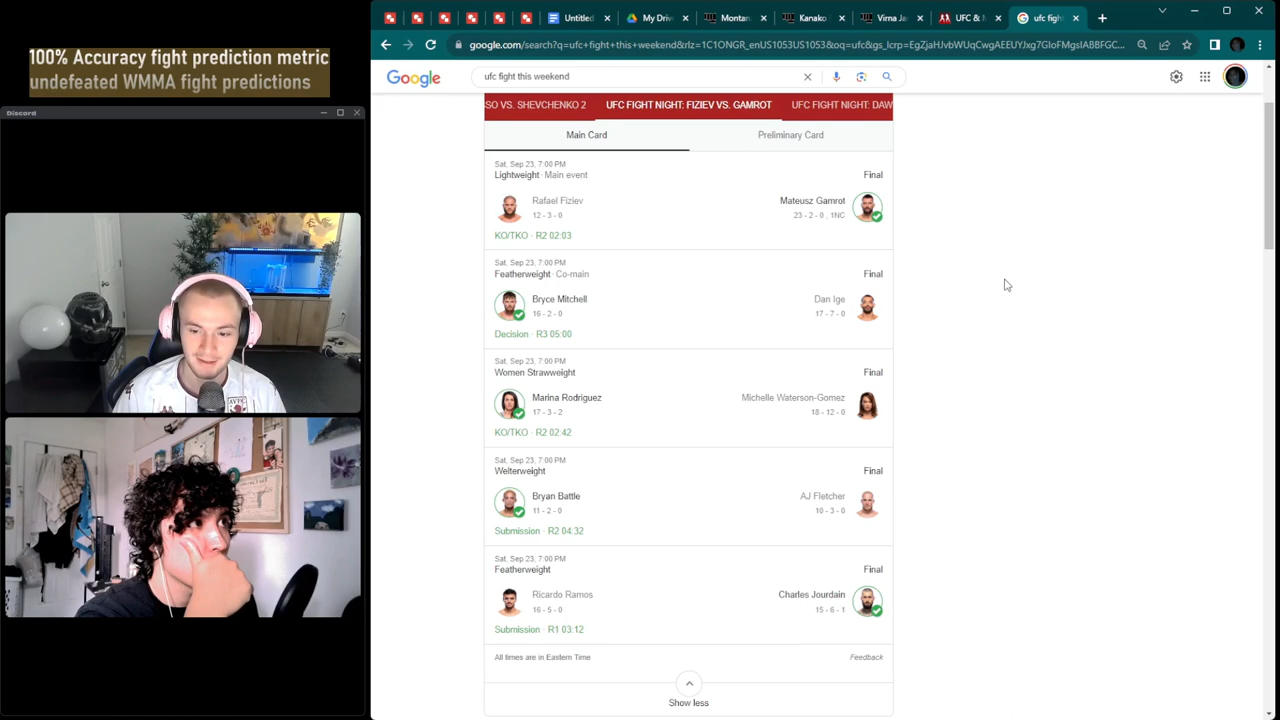 100% Accuracy fight prediction metric
undefeated WMMA fight predictions
Discord
Untitled
My Driv
Montan
Kanako
Virna Ja
UFC & M
ufc figh
google.com/search?q=ufc+fight+this+weekend&rlz=1C1ONGR_enUS1053US1053&oq=ufc&gs_lcrp=
Google
ufc fight this weekend
SO VS. SHEVCHENKO 2
UFC FIGHT NIGHT: FIZIEV VS. GAMROT
UFC FIGHT NIGHT: DAW
Main Card
Preliminary Card
Sat, Sep 23, 7:00 PM
Lightweight · Main event
Final
Rafael Fiziev
Mateusz Gamrot
12 - 3 - 0
23 - 2 - 0 , 1NC
KO/TKO · R2 02:03
Sat, Sep 23, 7:00 PM
Featherweight · Co-main
Final
Bryce Mitchell
Dan Ige
16 - 2 - 0
17 - 7 - 0
Decision · R3 05:00
Sat, Sep 23, 7:00 PM
Women Strawweight
Final
Marina Rodriguez
Michelle Waterson-Gomez
17 - 3 - 2
18 - 12 - 0
KO/TKO · R2 02:42
Sat, Sep 23, 7:00 PM
Welterweight
Final
Bryan Battle
AJ Fletcher
11 - 2 - 0
10 - 3 - 0
Submission · R2 04:32
Sat, Sep 23, 7:00 PM
Featherweight
Final
Ricardo Ramos
Charles Jourdain
16 - 5 - 0
15 - 6 - 1
Submission · R1 03:12
All times are in Eastern Time
Feedback
Show less